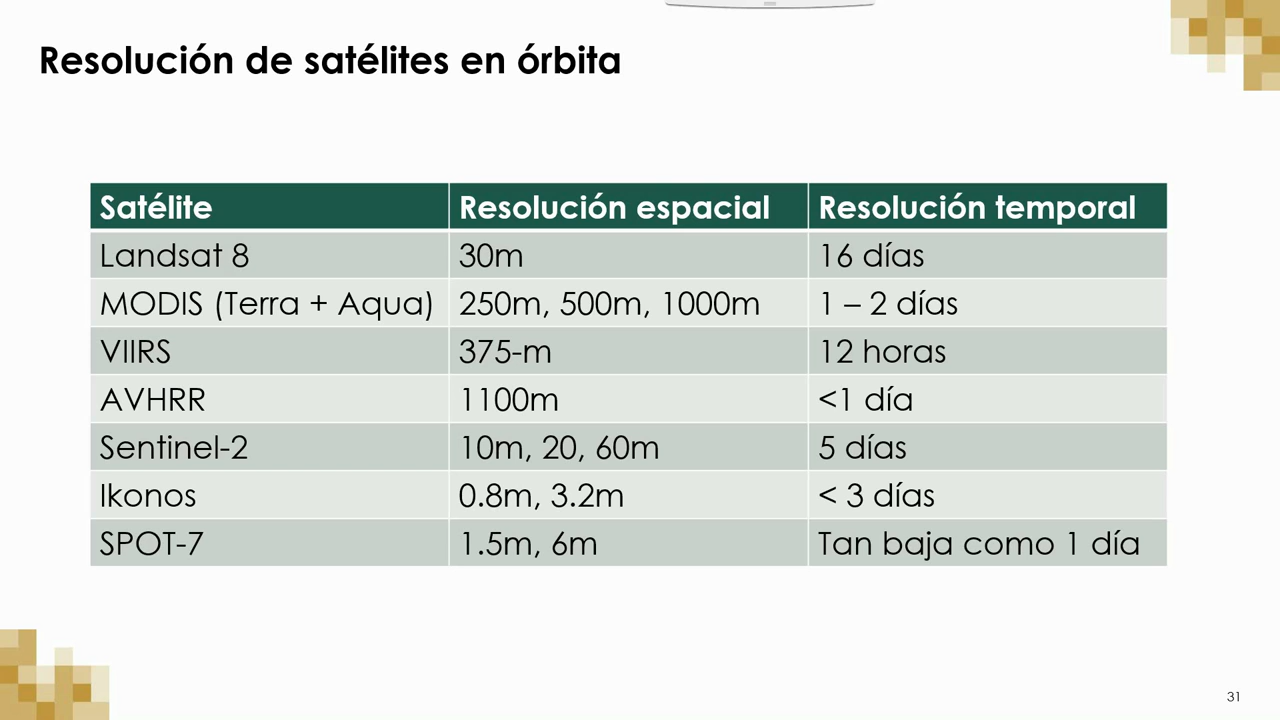 Resolución de satélites en órbita
Satélite Resolución espacial Resolución temporal
Landsat 8 30m 16 días
MODIS (Terra + Aqua) 250m, 500m, 1000m 1 – 2 días
VIIRS 375-m 12 horas
AVHRR 1100m <1 día
Sentinel-2 10m, 20, 60m 5 días
Ikonos 0.8m, 3.2m < 3 días
SPOT-7 1.5m, 6m Tan baja como 1 día
31